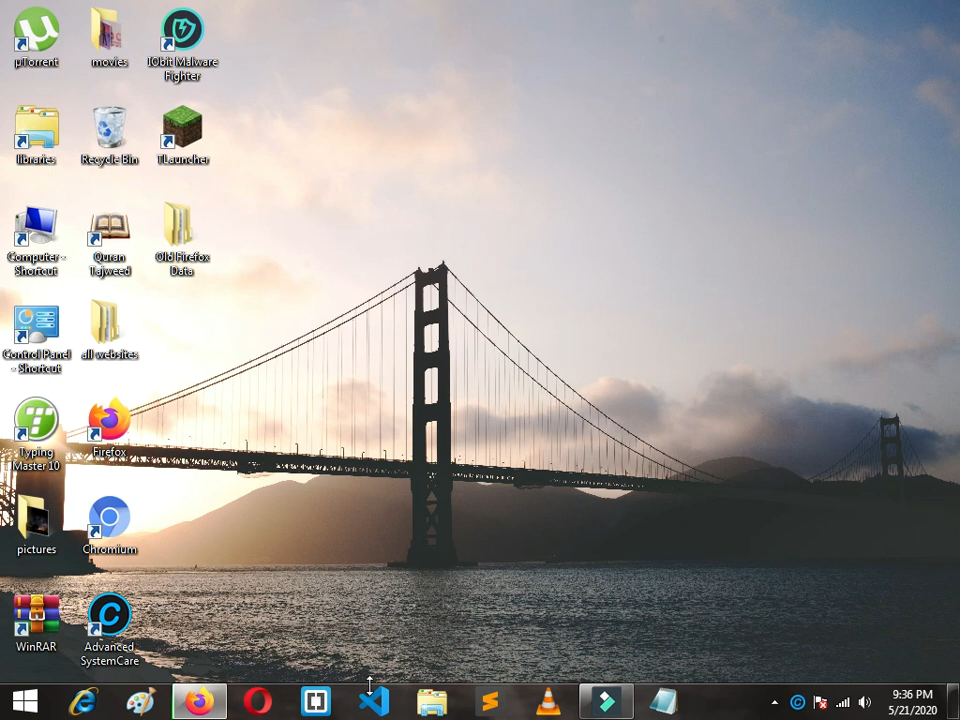 µTorrent
movies
IObit Malware
Fighter
libraries
Recycle Bin
TLauncher
Computer -
Shortcut
Quran
Tajweed
Old Firefox
Data
Control Panel
- Shortcut
all websites
Typing
Master 10
Firefox
pictures
Chromium
WinRAR
Advanced
SystemCare
9:36 PM
5/21/2020